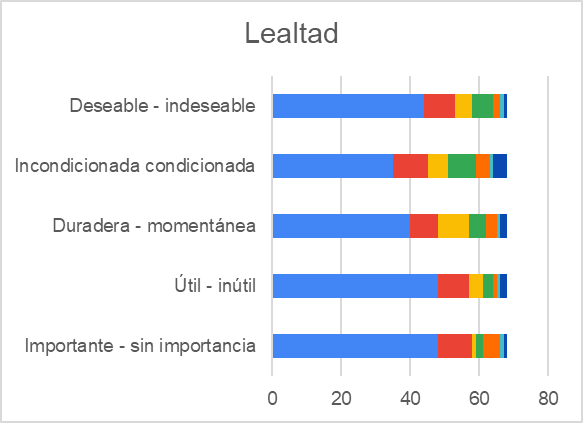 Lealtad
Deseable - indeseable
Incondicionada condicionada
Duradera - momentánea
Útil - inútil
Importante - sin importancia
0 20 40 60 80